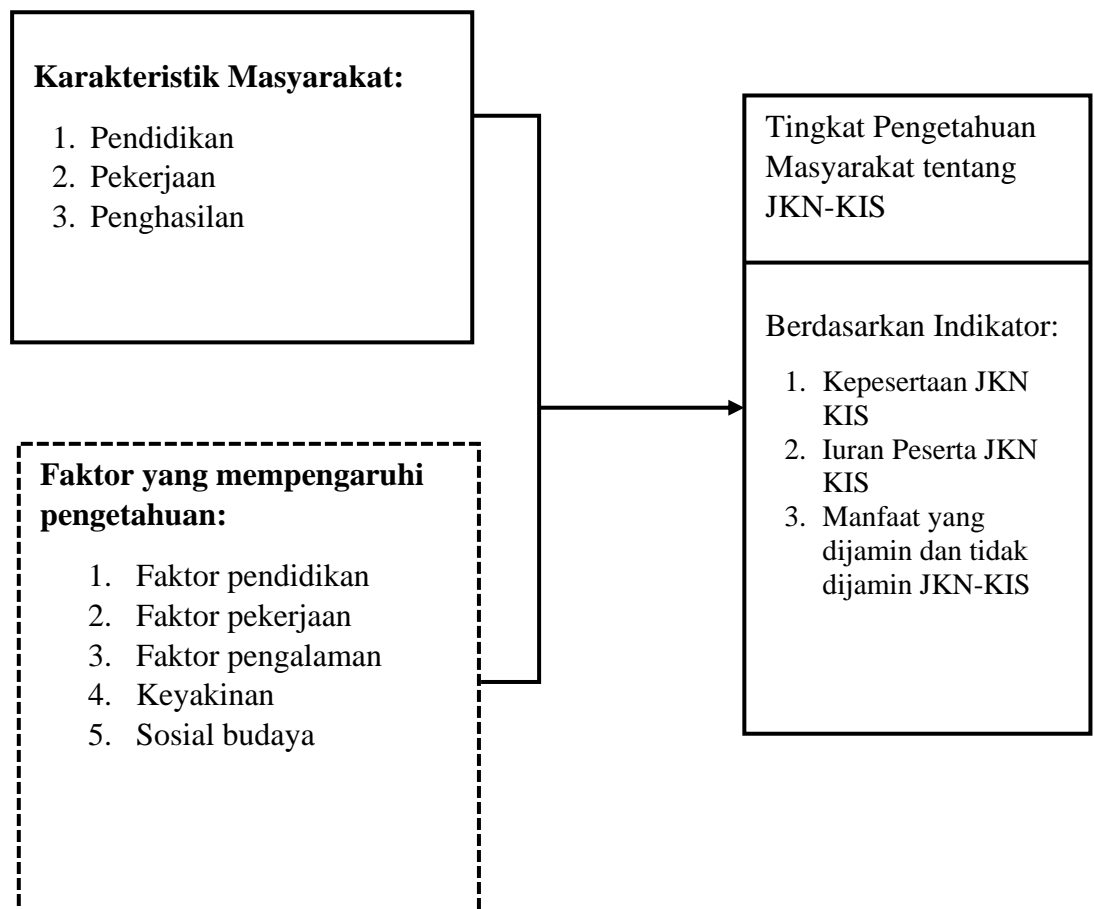 Karakteristik Masyarakat:
1. Pendidikan
2. Pekerjaan
3. Penghasilan
Faktor yang mempengaruhi
pengetahuan:
1. Faktor pendidikan
2. Faktor pekerjaan
3. Faktor pengalaman
4. Keyakinan
5. Sosial budaya
Tingkat Pengetahuan
Masyarakat tentang
JKN-KIS
Berdasarkan Indikator:
1. Kepesertaan JKN
KIS
2. Iuran Peserta JKN
KIS
3. Manfaat yang
dijamin dan tidak
dijamin JKN-KIS